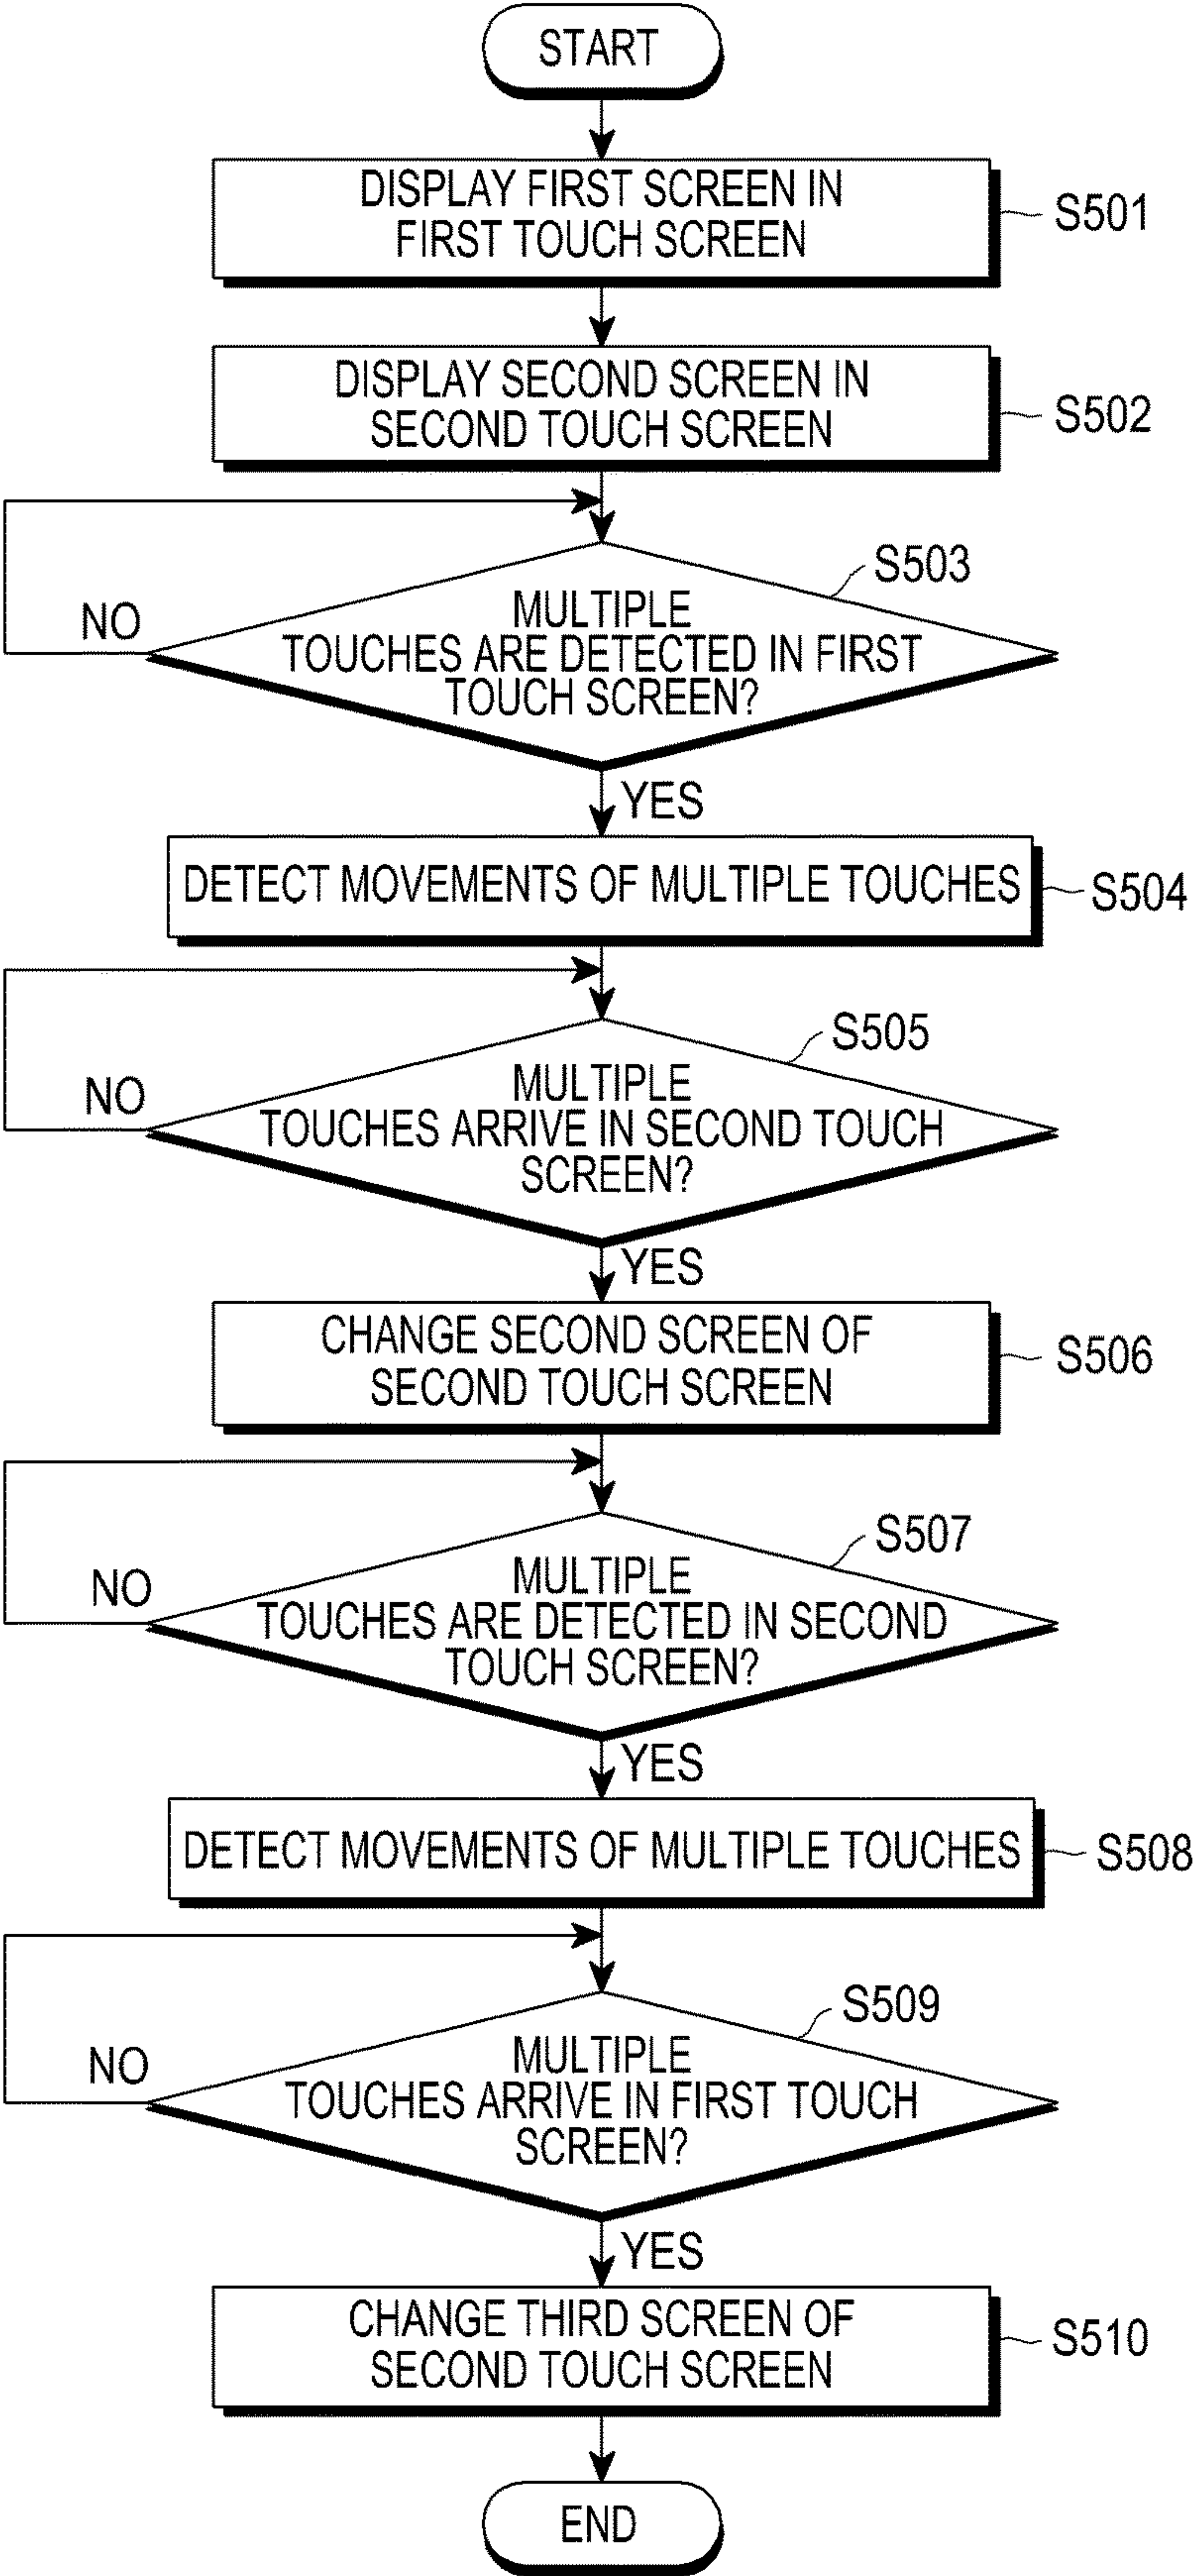 START
DISPLAY FIRST SCREEN IN
FIRST TOUCH SCREEN
S501
DISPLAY SECOND SCREEN IN
SECOND TOUCH SCREEN
S502
S503
NO
MULTIPLE
TOUCHES ARE DETECTED IN FIRST
TOUCH SCREEN?
YES
DETECT MOVEMENTS OF MULTIPLE TOUCHES
S504
S505
NO
MULTIPLE
TOUCHES ARRIVE IN SECOND TOUCH
SCREEN?
YES
CHANGE SECOND SCREEN OF
SECOND TOUCH SCREEN
S506
S507
NO
MULTIPLE
TOUCHES ARE DETECTED IN SECOND
TOUCH SCREEN?
YES
DETECT MOVEMENTS OF MULTIPLE TOUCHES
S508
S509
NO
MULTIPLE
TOUCHES ARRIVE IN FIRST TOUCH
SCREEN?
YES
CHANGE THIRD SCREEN OF
SECOND TOUCH SCREEN
S510
END